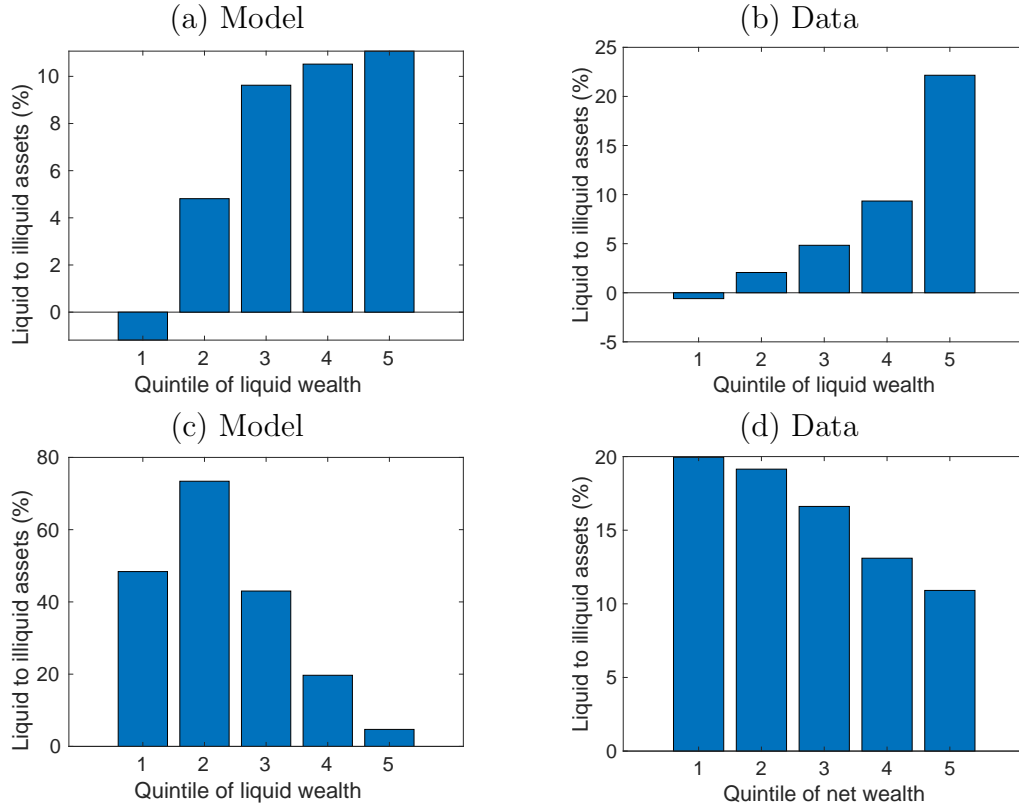 (a) Model
Liquid to illiquid assets (%)
10
8
6
4
2
0
1 2 3 4 5
Quintile of liquid wealth
(b) Data
Liquid to illiquid assets (%)
25
20
15
10
5
0
-5
1 2 3 4 5
Quintile of liquid wealth
(c) Model
Liquid to illiquid assets (%)
80
60
40
20
0
1 2 3 4 5
Quintile of liquid wealth
(d) Data
Liquid to illiquid assets (%)
20
15
10
5
0
1 2 3 4 5
Quintile of net wealth